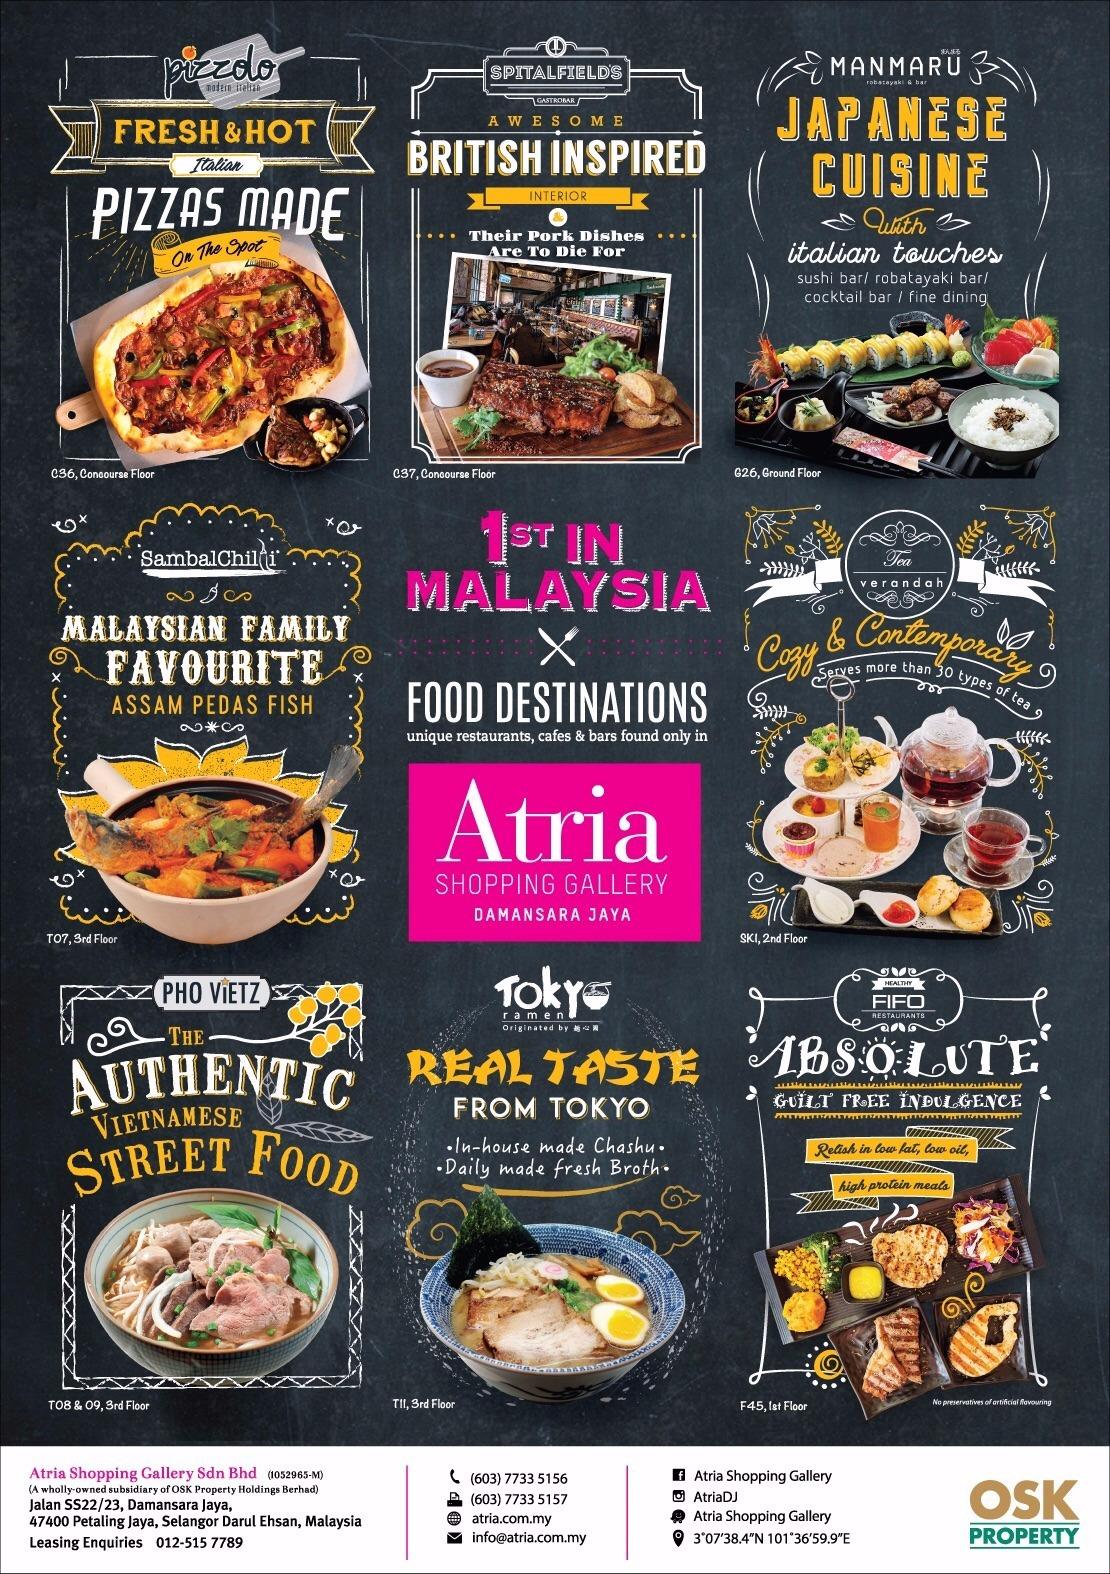 pizzolo
modern italian
FRESH & HOT
Italian
PIZZAS MADE
On The Spot
C36, Concourse Floor
SPITALFIELD'S
GASTROBAR
AWESOME
BRITISH INSPIRED
INTERIOR
Their Pork Dishes
Are To Die For
C37, Concourse Floor
MANMARU
robatayaki & bar
JAPANESE
CUISINE
With
italian touches
sushi bar/ robatayaki bar/
cocktail bar / fine dining
G26, Ground Floor
SambalChilli
MALAYSIAN FAMILY
FAVOURITE
ASSAM PEDAS FISH
T07, 3rd Floor
1ST IN
MALAYSIA
FOOD DESTINATIONS
unique restaurants, cafes & bars found only in
Atria
SHOPPING GALLERY
DAMANSARA JAYA
Tea
verandah
Cozy & Contemporary
Serves more than 30 types of tea
SK1, 2nd Floor
PHO ViETZ
THE
AUTHENTIC
VIETNAMESE
STREET FOOD
T08 & 09, 3rd Floor
TOKYO
ramen
Originated by
REAL TASTE
FROM TOKYO
•In-house made Chashu•
•Daily made fresh Broth•
T11, 3rd Floor
HEALTHY
FIFO
RESTAURANTS
ABSOLUTE
GUILT FREE INDULGENCE
Relish in low fat, low oil,
high protein meals
No preservatives of artificial flavouring
F45, 1st Floor
Atria Shopping Gallery Sdn Bhd (1052965-M)
(A wholly-owned subsidiary of OSK Property Holdings Berhad)
Jalan SS22/23, Damansara Jaya,
47400 Petaling Jaya, Selangor Darul Ehsan, Malaysia
Leasing Enquiries 012-515 7789
(603) 7733 5156
(603) 7733 5157
atria.com.my
info@atria.com.my
Atria Shopping Gallery
AtriaDJ
Atria Shopping Gallery
3°07'38.4"N 101°36'59.9"E
OSK
PROPERTY